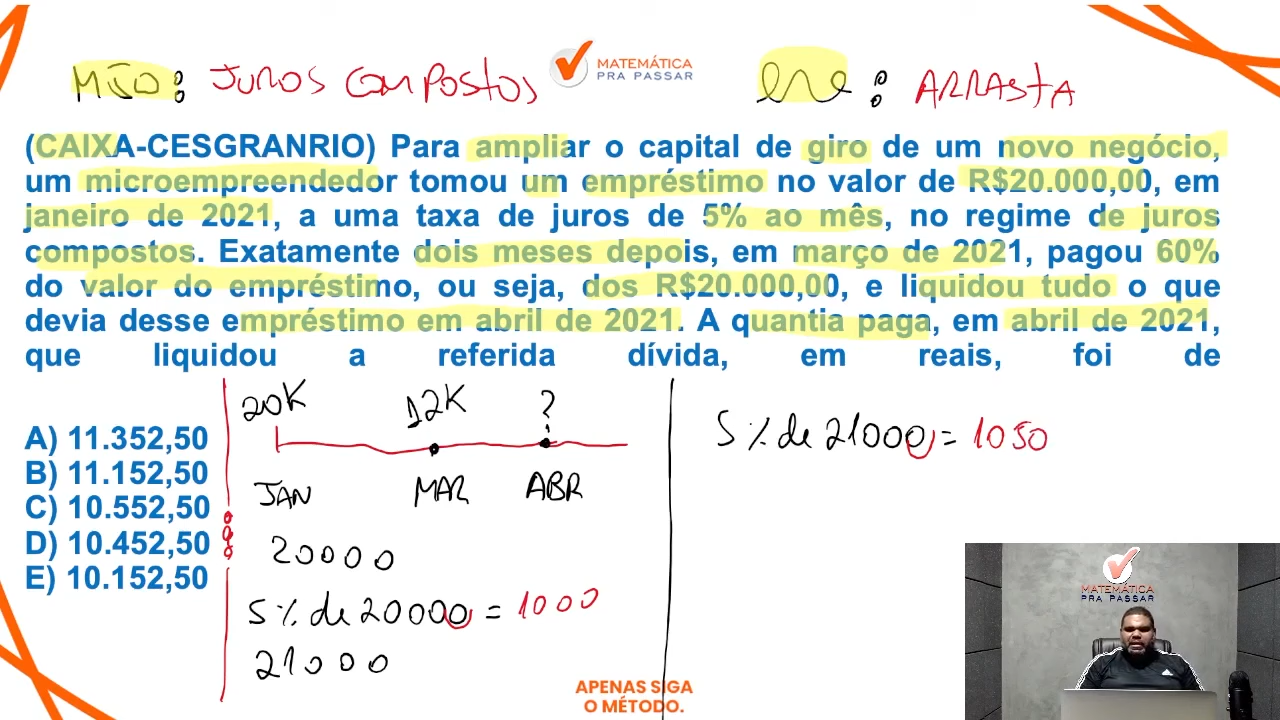 MATEMÁTICA
PRA PASSAR
: JUROS COMPOSTOS
: ARRASTA
(CAIXA-CESGRANRIO) Para ampliar o capital de giro de um novo negócio,
um microempreendedor tomou um empréstimo no valor de R$20.000,00, em
janeiro de 2021, a uma taxa de juros de 5% ao mês, no regime de juros
compostos. Exatamente dois meses depois, em março de 2021, pagou 60%
do valor do empréstimo, ou seja, dos R$20.000,00, e liquidou tudo o que
devia desse empréstimo em abril de 2021. A quantia paga, em abril de 2021,
que liquidou a referida dívida, em reais, foi de
A) 11.352,50
B) 11.152,50
C) 10.552,50
D) 10.452,50
E) 10.152,50
20K 12K ?
JAN MAR ABR
20000
5% de 20000 = 1000
21000
5% de 21000 = 1050
MATEMÁTICA
PRA PASSAR
APENAS SIGA
O MÉTODO.